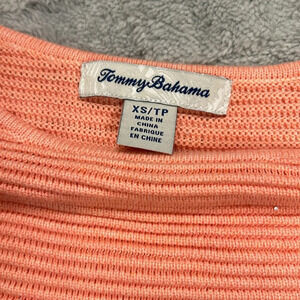 Tommy Bahama
XS/TP
MADE IN
CHINA
FABRIQUÉ
EN CHINE